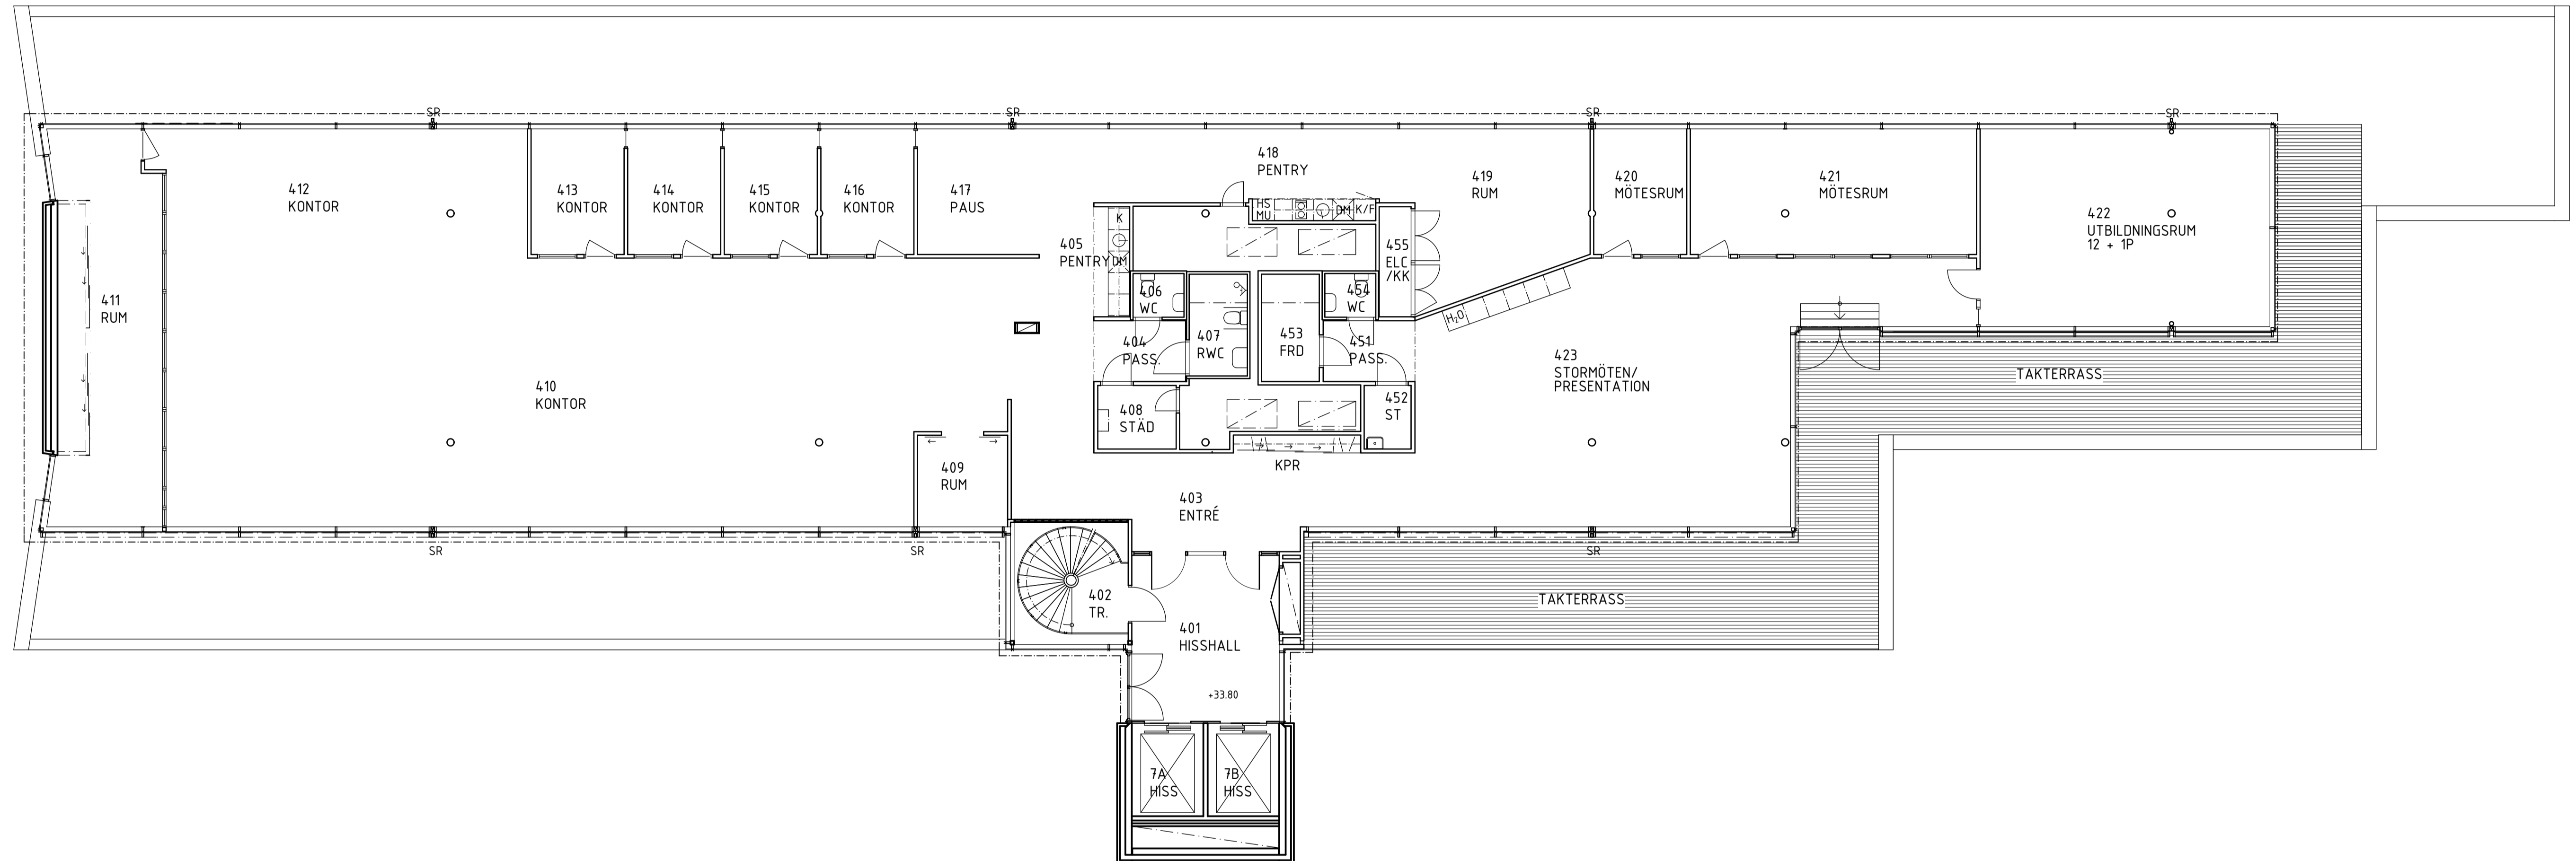 SR
SR
SR
SR
418
PENTRY
412
KONTOR
413
KONTOR
414
KONTOR
415
KONTOR
416
KONTOR
417
PAUS
419
RUM
420
MÖTESRUM
421
MÖTESRUM
422
UTBILDNINGSRUM
12 + 1P
HS
MU
DM
K/F
K
405
PENTRY
DM
455
ELC
/KK
411
RUM
406
WC
454
WC
H₂O
404
PASS.
407
RWC
453
FRD
451
PASS.
423
STORMÖTEN/
PRESENTATION
TAKTERRASS
410
KONTOR
408
STÄD
452
ST
KPR
409
RUM
403
ENTRÉ
SR
SR
SR
402
TR.
TAKTERRASS
401
HISSHALL
+33.80
7A
HISS
7B
HISS